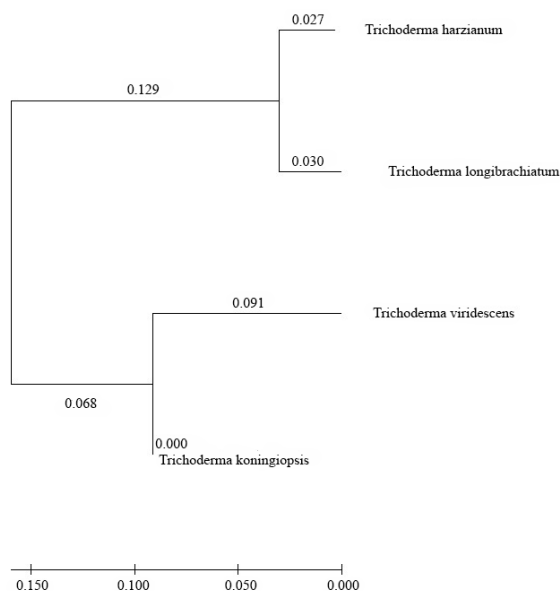 0.027
Trichoderma harzianum
0.129
0.030
Trichoderma longibrachiatum
0.091
Trichoderma viridescens
0.068
0.000
Trichoderma koningiopsis
0.150 0.100 0.050 0.000